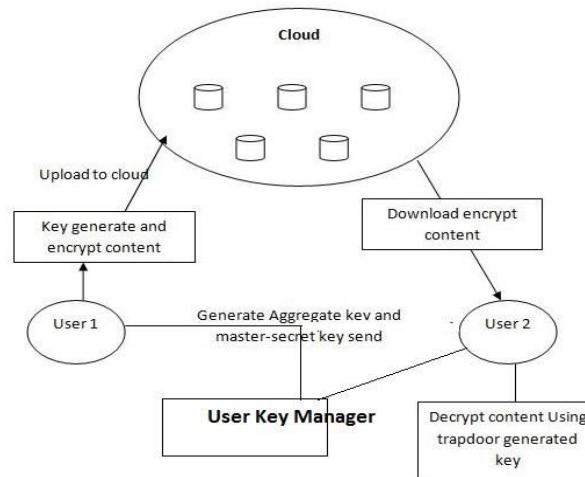 Cloud
Upload to cloud
Key generate and
encrypt content
Download encrypt
content
User 1
Generate Aggregate key and
master-secret key send
User 2
User Key Manager
Decrypt content Using
trapdoor generated
key